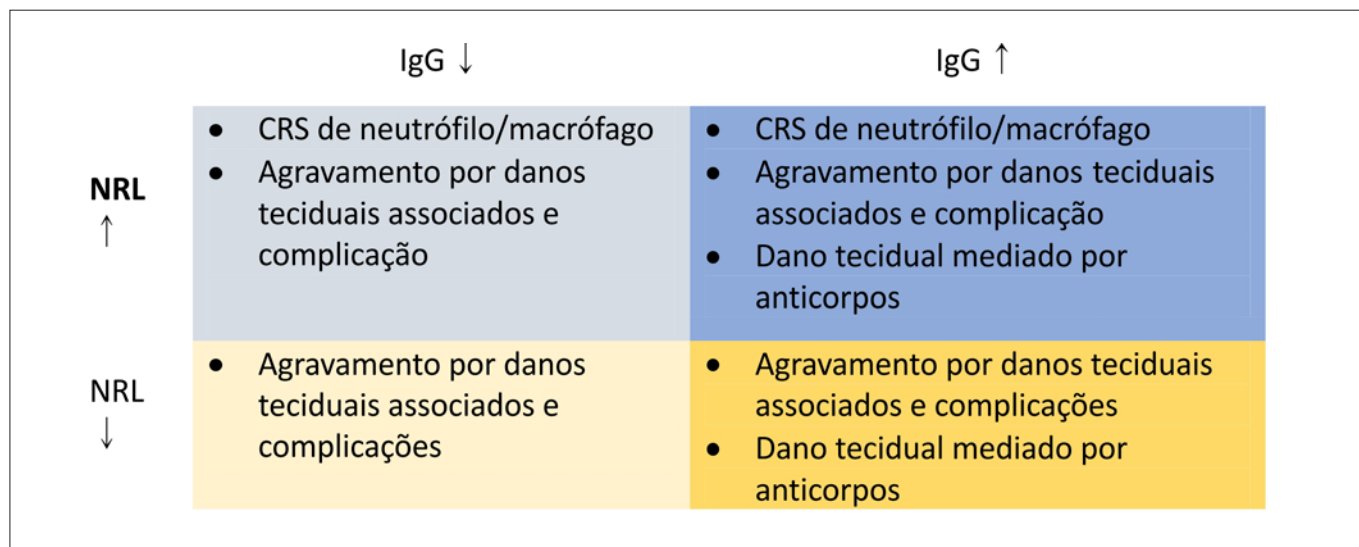 IgG ↓
IgG ↑
NRL
↑
• CRS de neutrófilo/macrófago
• Agravamento por danos
teciduais associados e
complicação
• CRS de neutrófilo/macrófago
• Agravamento por danos teciduais
associados e complicação
• Dano tecidual mediado por
anticorpos
NRL
↓
• Agravamento por danos
teciduais associados e
complicações
• Agravamento por danos teciduais
associados e complicações
• Dano tecidual mediado por
anticorpos